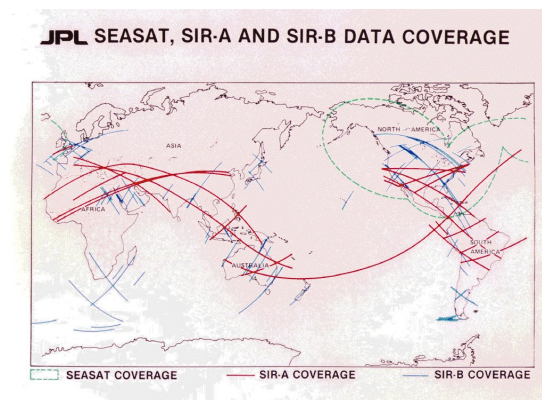 JPL SEASAT, SIR-A AND SIR-B DATA COVERAGE
NORTH AMERICA
ASIA
AFRICA
SOUTH
AMERICA
AUSTRALIA
SEASAT COVERAGE SIR-A COVERAGE SIR-B COVERAGE